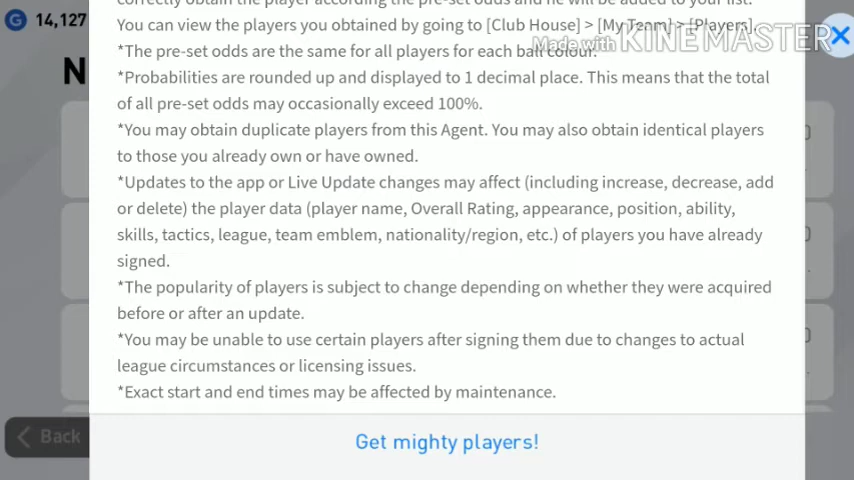 correctly obtain the player according the pre-set odds and he will be added to your list.
G 14,127
You can view the players you obtained by going to [Club House] > [My Team] > [Players].
Made with KINEMASTER
*The pre-set odds are the same for all players for each ball colour.
N
*Probabilities are rounded up and displayed to 1 decimal place. This means that the total
of all pre-set odds may occasionally exceed 100%.
*You may obtain duplicate players from this Agent. You may also obtain identical players
to those you already own or have owned.
*Updates to the app or Live Update changes may affect (including increase, decrease, add
or delete) the player data (player name, Overall Rating, appearance, position, ability,
skills, tactics, league, team emblem, nationality/region, etc.) of players you have already
signed.
*The popularity of players is subject to change depending on whether they were acquired
before or after an update.
*You may be unable to use certain players after signing them due to changes to actual
league circumstances or licensing issues.
*Exact start and end times may be affected by maintenance.
Back
Get mighty players!